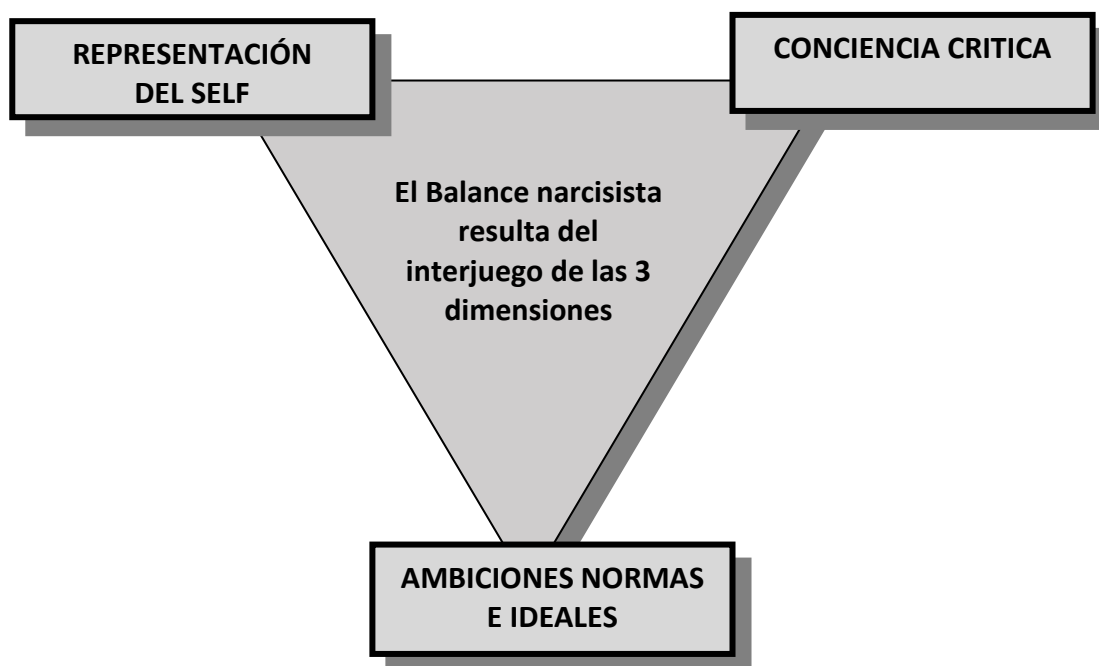 REPRESENTACIÓN
DEL SELF
CONCIENCIA CRITICA
El Balance narcisista
resulta del
interjuego de las 3
dimensiones
AMBICIONES NORMAS
E IDEALES